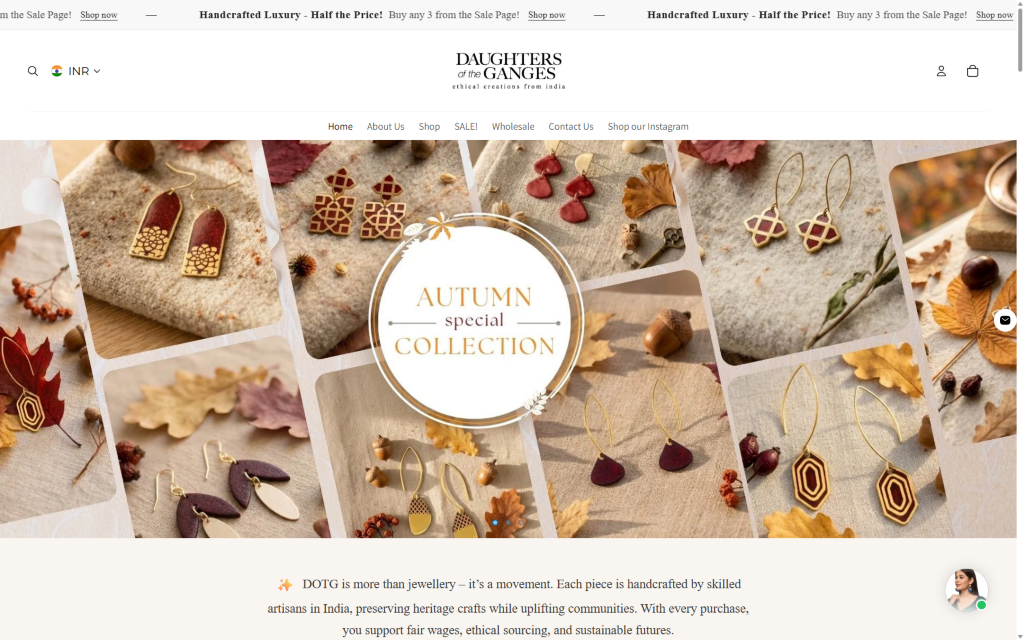 m the Sale Page! Shop now — Handcrafted Luxury - Half the Price! Buy any 3 from the Sale Page! Shop now — Handcrafted Luxury - Half the Price! Buy any 3 from the Sale Page! Shop now
INR
DAUGHTERS
of the GANGES
ethical creations from india
Home About Us Shop SALE! Wholesale Contact Us Shop our Instagram
AUTUMN
special
COLLECTION
✨ DOTG is more than jewellery – it's a movement. Each piece is handcrafted by skilled
artisans in India, preserving heritage crafts while uplifting communities. With every purchase,
you support fair wages, ethical sourcing, and sustainable futures.